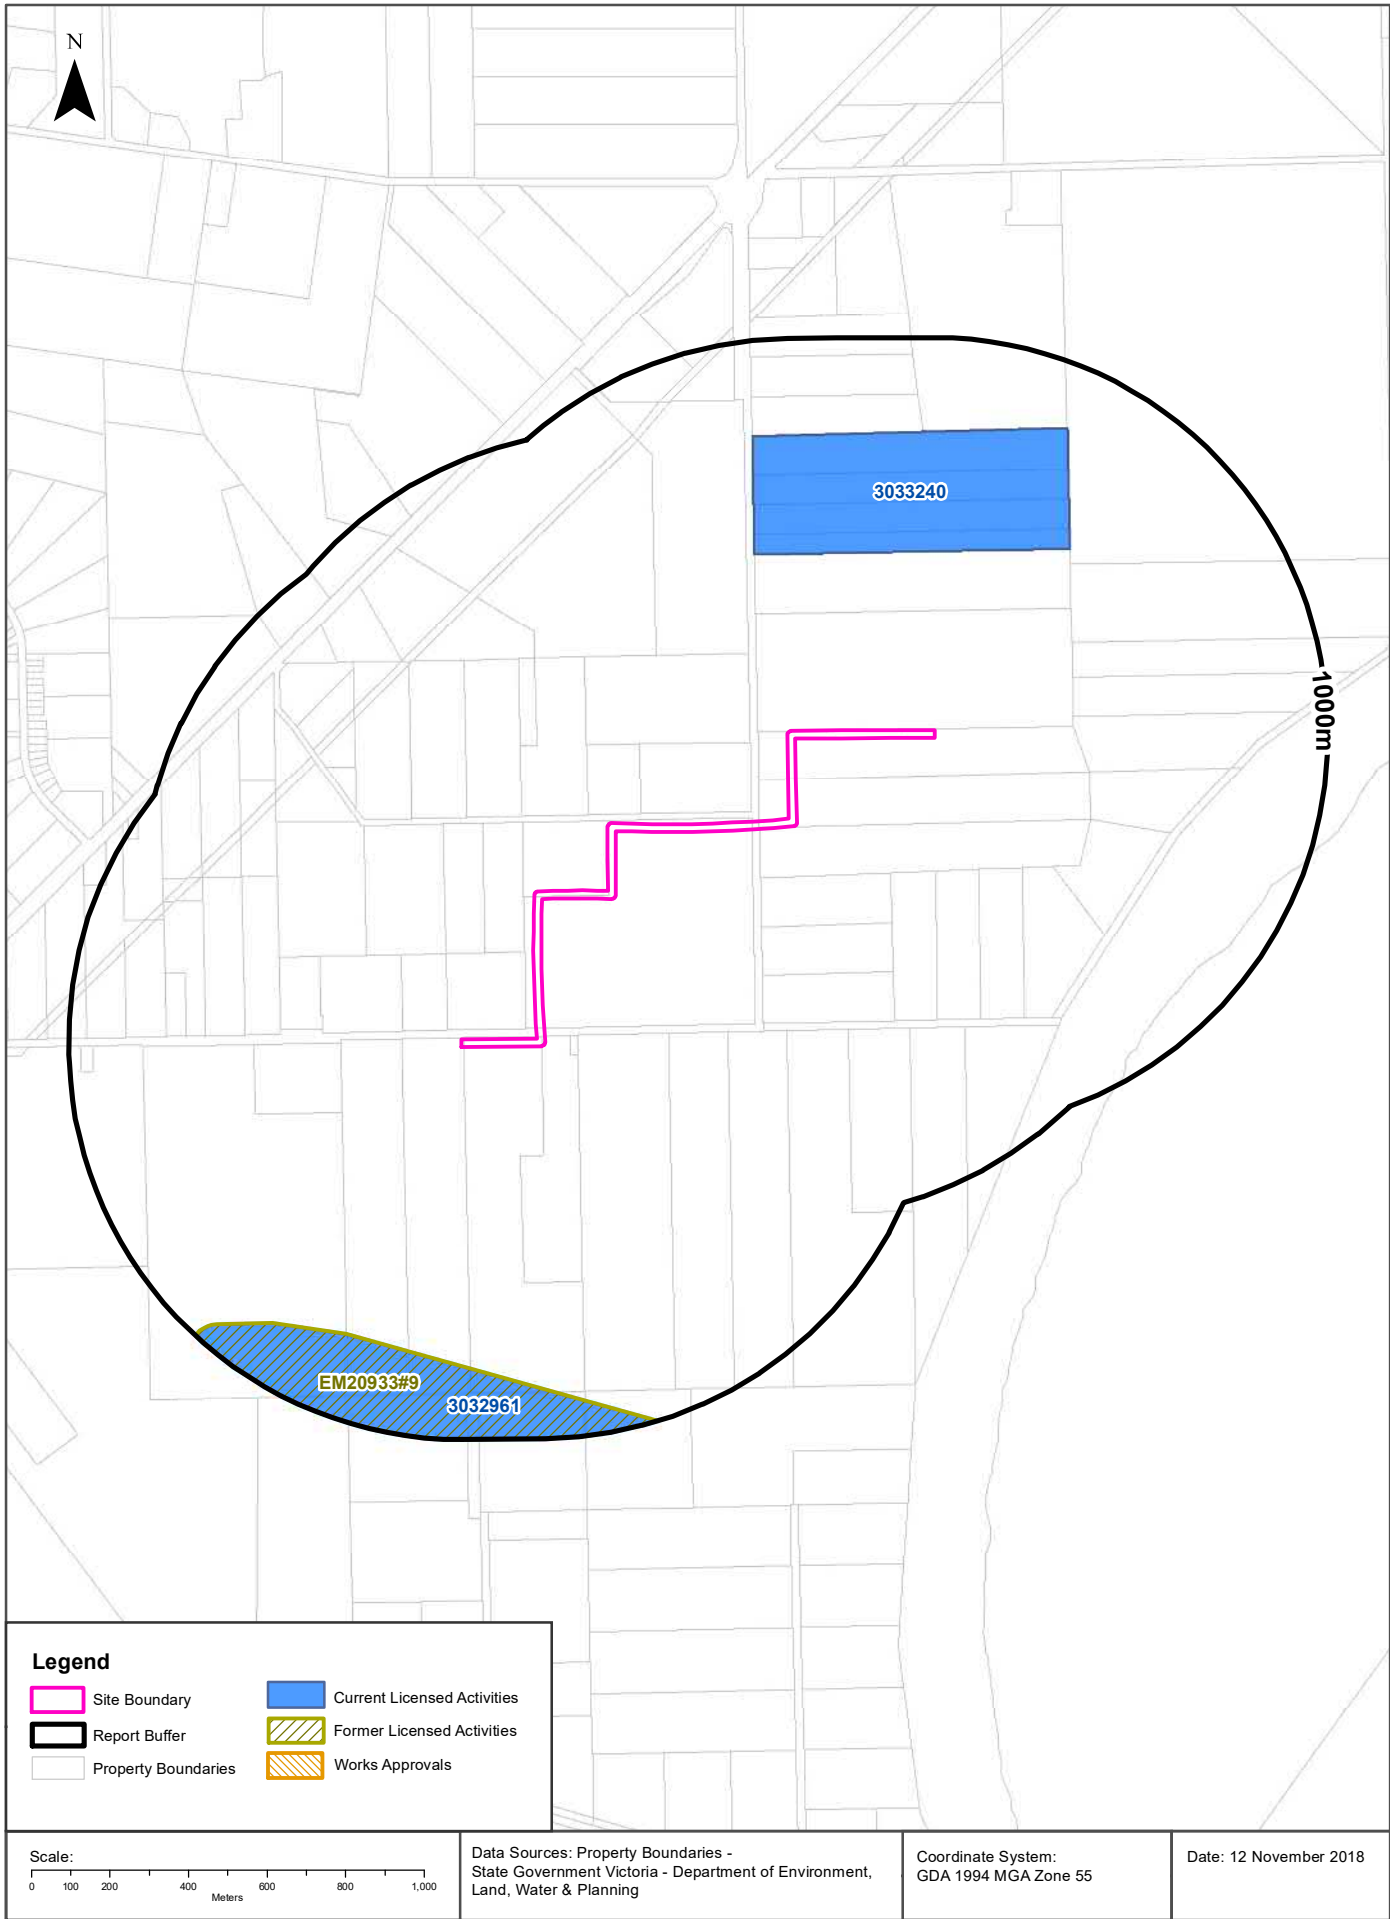 N
3033240
1000m
EM20933#9
3032961
Legend
Site Boundary
Report Buffer
Property Boundaries
Current Licensed Activities
Former Licensed Activities
Works Approvals
Scale:
0 100 200 400 600 800 1,000
Meters
Data Sources: Property Boundaries -
State Government Victoria - Department of Environment,
Land, Water & Planning
Coordinate System:
GDA 1994 MGA Zone 55
Date: 12 November 2018